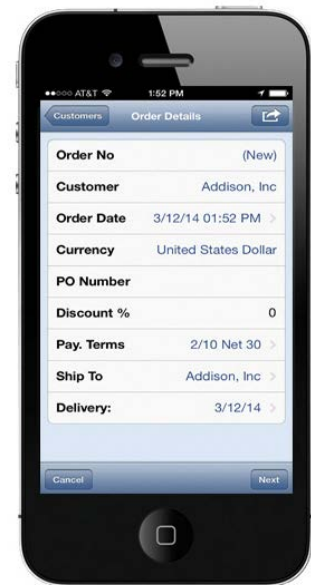 AT&T 1:52 PM
Customers Order Details
Order No (New)
Customer Addison, Inc
Order Date 3/12/14 01:52 PM
Currency United States Dollar
PO Number
Discount % 0
Pay. Terms 2/10 Net 30
Ship To Addison, Inc
Delivery: 3/12/14
Cancel Next